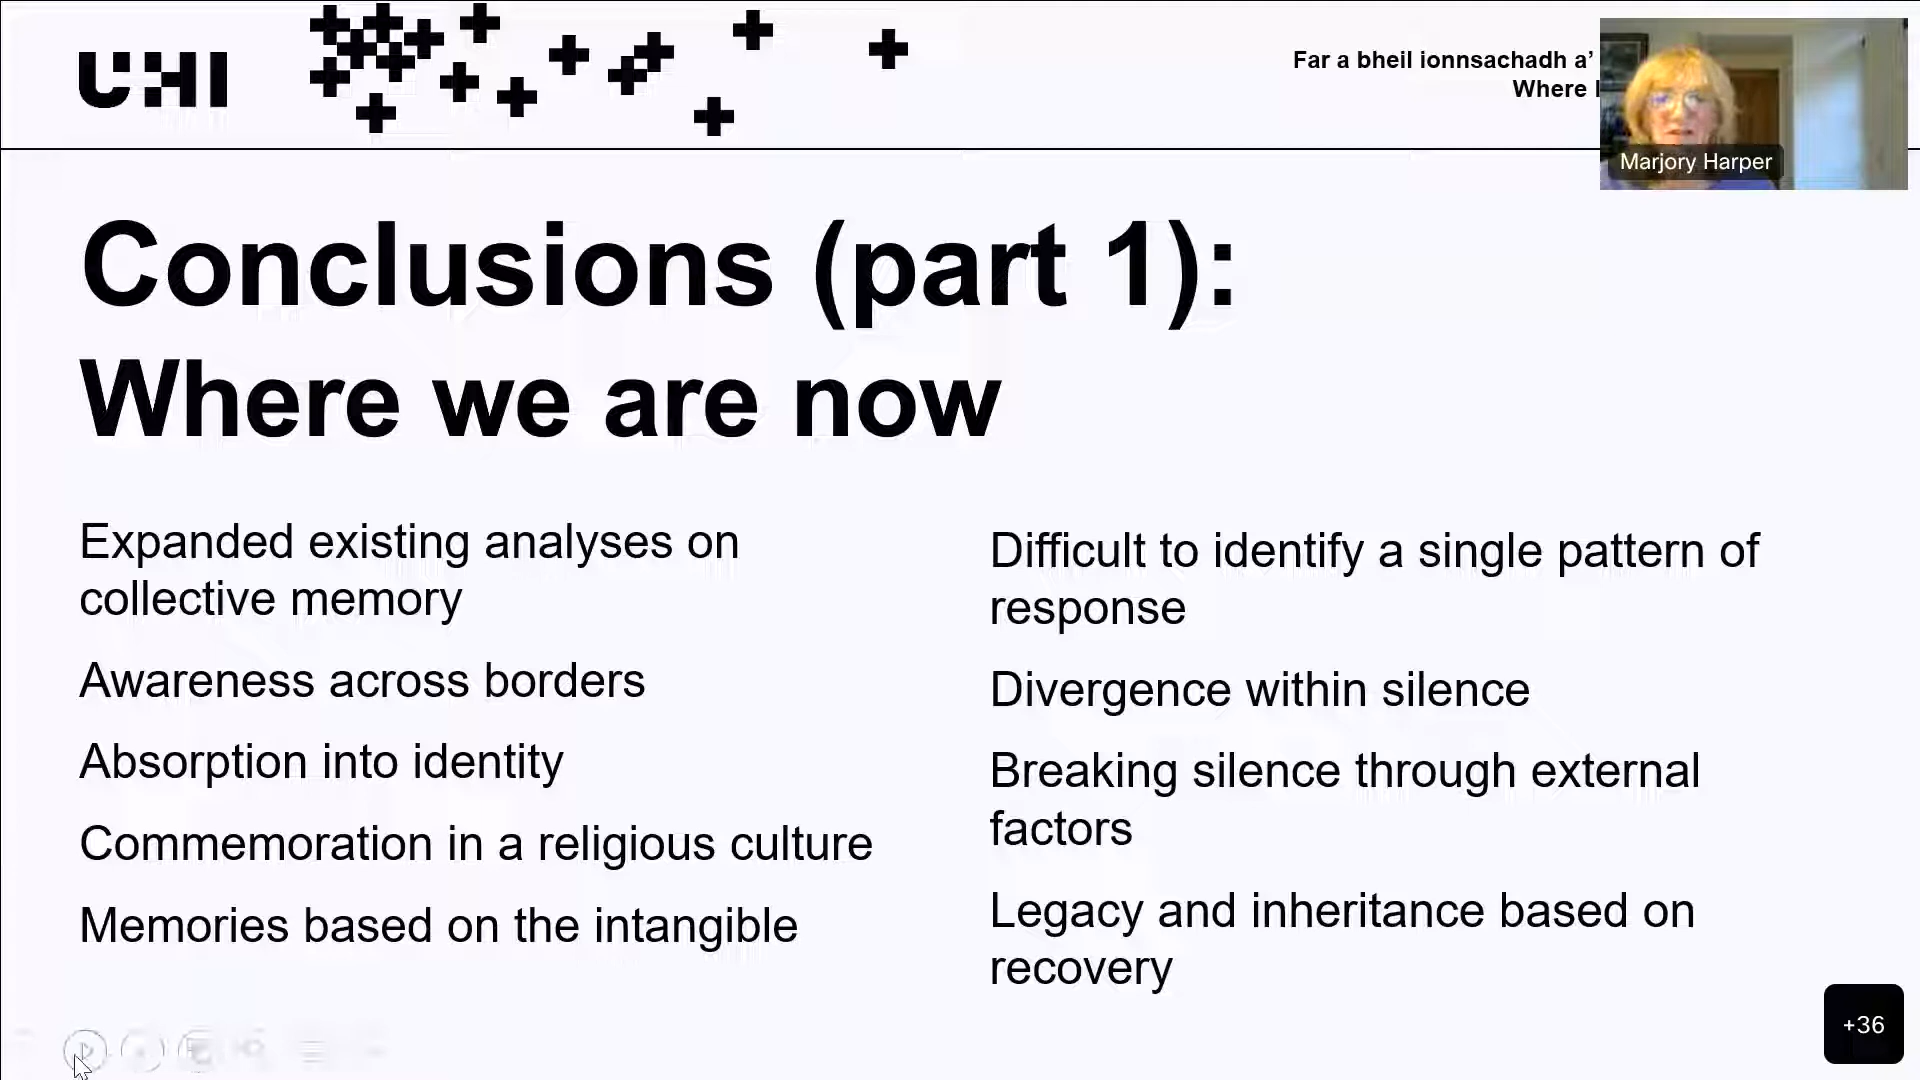 UHI
Far a bheil ionnsachadh a’
Where
Marjory Harper
Conclusions (part 1):
Where we are now
Expanded existing analyses on
collective memory
Awareness across borders
Absorption into identity
Commemoration in a religious culture
Memories based on the intangible
Difficult to identify a single pattern of
response
Divergence within silence
Breaking silence through external
factors
Legacy and inheritance based on
recovery
+36